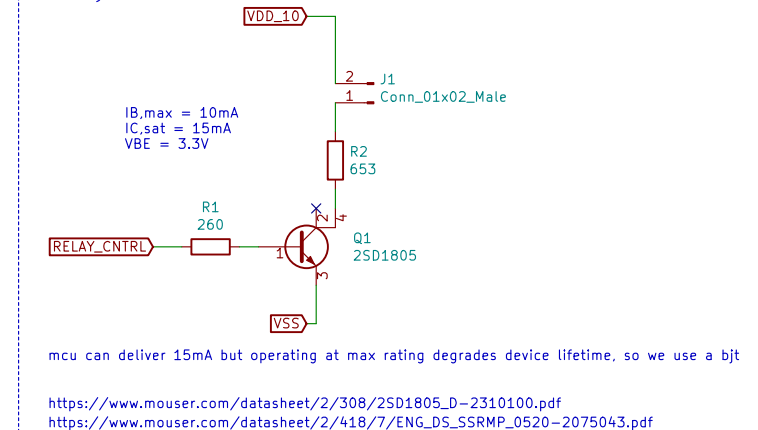 VDD_10
2
J1
1
Conn_01x02_Male
IB,max = 10mA
IC,sat = 15mA
VBE = 3.3V
R2
653
R1
260
2
4
RELAY_CNTRL
1
Q1
2SD1805
3
VSS
mcu can deliver 15mA but operating at max rating degrades device lifetime, so we use a bjt
https://www.mouser.com/datasheet/2/308/2SD1805_D-2310100.pdf
https://www.mouser.com/datasheet/2/418/7/ENG_DS_SSRMP_0520-2075043.pdf